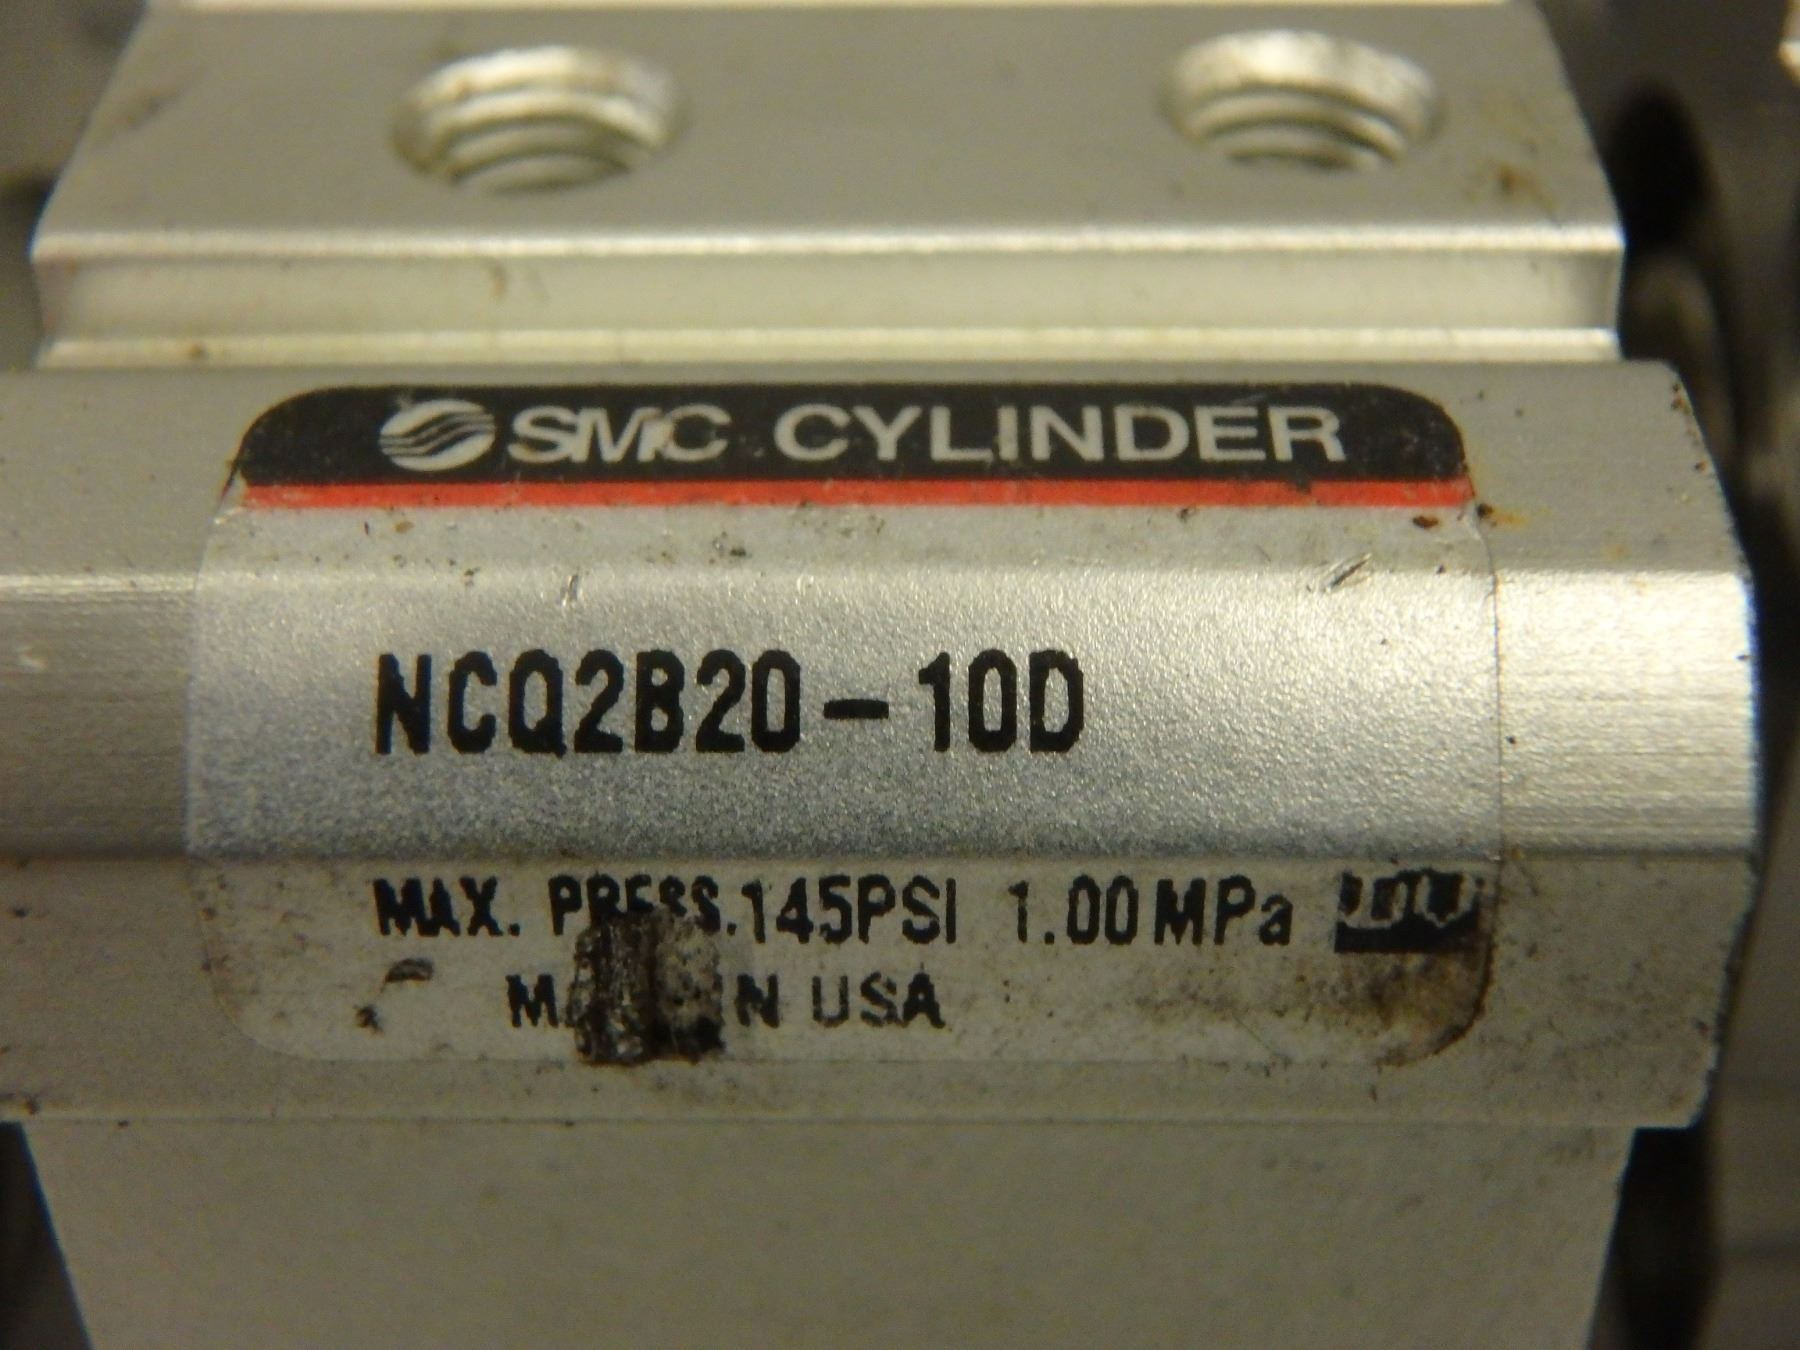 SMC CYLINDER
NCQ2B20-10D
MAX. PRESS. 145PSI 1.00MPa
USA